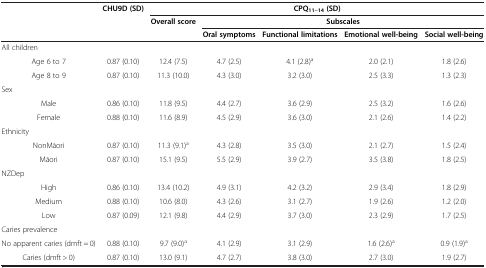 CHU9D (SD) CPQ11–14 (SD)
Overall score Subscales
Oral symptoms Functional limitations Emotional well-being Social well-being
All children
Age 6 to 7 0.87 (0.10) 12.4 (7.5) 4.7 (2.5) 4.1 (2.8)a 2.0 (2.1) 1.8 (2.6)
Age 8 to 9 0.87 (0.10) 11.3 (10.0) 4.3 (3.0) 3.2 (3.0) 2.5 (3.3) 1.3 (2.3)
Sex
Male 0.86 (0.10) 11.8 (9.5) 4.4 (2.7) 3.6 (2.9) 2.5 (3.2) 1.6 (2.6)
Female 0.88 (0.10) 11.6 (8.9) 4.5 (2.9) 3.6 (3.0) 2.1 (2.6) 1.4 (2.2)
Ethnicity
NonMāori 0.87 (0.10) 11.3 (9.1)a 4.3 (2.8) 3.5 (3.0) 2.1 (2.7) 1.5 (2.4)
Māori 0.87 (0.10) 15.1 (9.5) 5.5 (2.9) 3.9 (2.7) 3.5 (3.8) 1.8 (2.5)
NZDep
High 0.86 (0.10) 13.4 (10.2) 4.9 (3.1) 4.2 (3.2) 2.9 (3.4) 1.8 (2.9)
Medium 0.88 (0.10) 10.6 (8.0) 4.3 (2.6) 3.1 (2.7) 1.9 (2.6) 1.2 (2.0)
Low 0.87 (0.09) 12.1 (9.8) 4.4 (2.9) 3.7 (3.0) 2.3 (2.9) 1.7 (2.5)
Caries prevalence
No apparent caries (dmft = 0) 0.88 (0.10) 9.7 (9.0)a 4.1 (2.9) 3.1 (2.9) 1.6 (2.6)a 0.9 (1.9)a
Caries (dmft > 0) 0.87 (0.10) 13.0 (9.1) 4.7 (2.7) 3.8 (3.0) 2.7 (3.0) 1.9 (2.7)